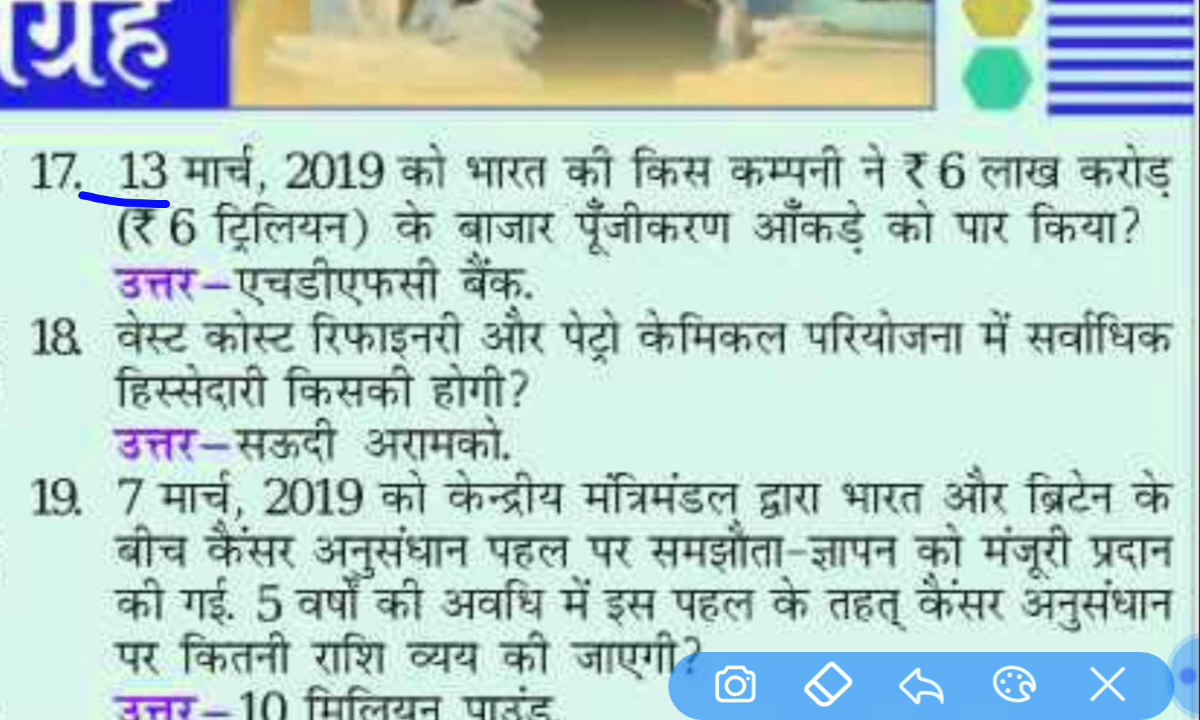 ग्रह
17. 13 मार्च, 2019 को भारत की किस कम्पनी ने ₹ 6 लाख करोड़
(₹ 6 ट्रिलियन) के बाजार पूँजीकरण आँकड़े को पार किया?
उत्तर–एचडीएफसी बैंक.
18. वेस्ट कोस्ट रिफाइनरी और पेट्रो केमिकल परियोजना में सर्वाधिक
हिस्सेदारी किसकी होगी?
उत्तर–सऊदी अरामको.
19. 7 मार्च, 2019 को केन्द्रीय मंत्रिमंडल द्वारा भारत और ब्रिटेन के
बीच कैंसर अनुसंधान पहल पर समझौता-ज्ञापन को मंजूरी प्रदान
की गई. 5 वर्षों की अवधि में इस पहल के तहत् कैंसर अनुसंधान
पर कितनी राशि व्यय की जाएगी?
उत्तर–10 मिलियन पाउंड